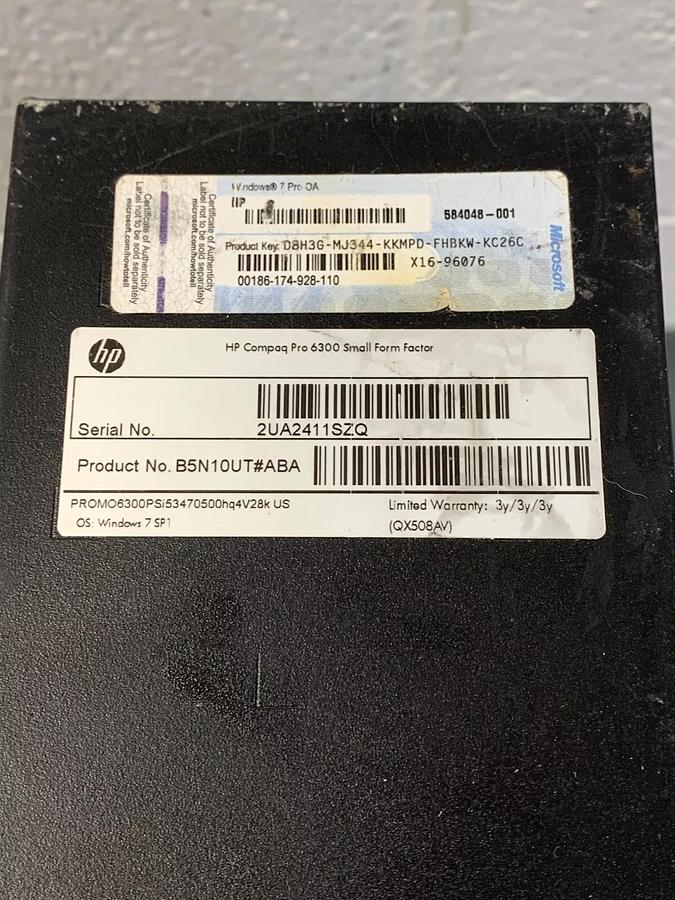 Certificate of Authenticity
Label not to be sold separately
microsoft.com/howtotell
Certificate of Authenticity
Label not to be sold separately
microsoft.com/howtotell
Windows® 7 Pro OA
HP
584048-001
Product Key: D8H3G-MJ344-KKMPD-FHBKW-KC26C
X16-96076
00186-174-928-110
Microsoft
hp
HP Compaq Pro 6300 Small Form Factor
Serial No. 2UA2411SZQ
Product No. B5N10UT#ABA
PROMO6300PSi53470500hq4V28k US Limited Warranty: 3y/3y/3y
OS: Windows 7 SP1 (QX508AV)